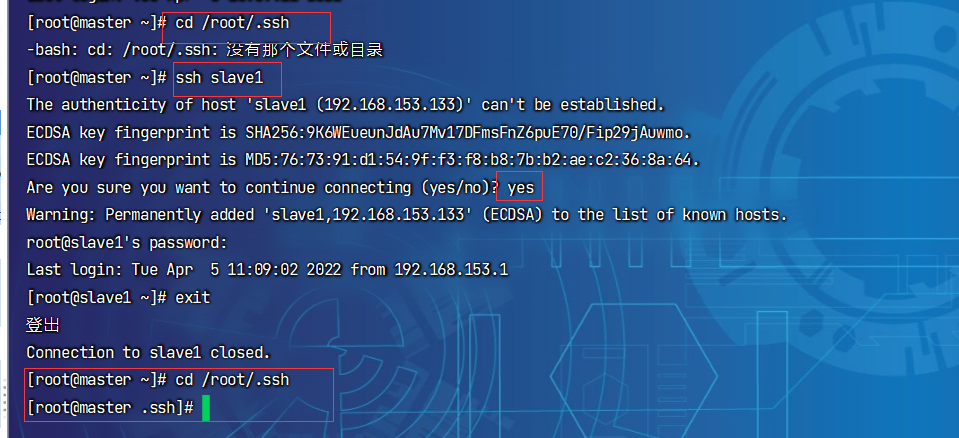 [root@master ~]# cd /root/.ssh
-bash: cd: /root/.ssh: 没有那个文件或目录
[root@master ~]# ssh slave1
The authenticity of host 'slave1 (192.168.153.133)' can't be established.
ECDSA key fingerprint is SHA256:9K6WEueunJdAu7Mv17DFmsFnZ6puE70/Fip29jAuwmo.
ECDSA key fingerprint is MD5:76:73:91:d1:54:9f:f3:f8:b8:7b:b2:ae:c2:36:8a:64.
Are you sure you want to continue connecting (yes/no)? yes
Warning: Permanently added 'slave1,192.168.153.133' (ECDSA) to the list of known hosts.
root@slave1's password:
Last login: Tue Apr  5 11:09:02 2022 from 192.168.153.1
[root@slave1 ~]# exit
登出
Connection to slave1 closed.
[root@master ~]# cd /root/.ssh
[root@master .ssh]#